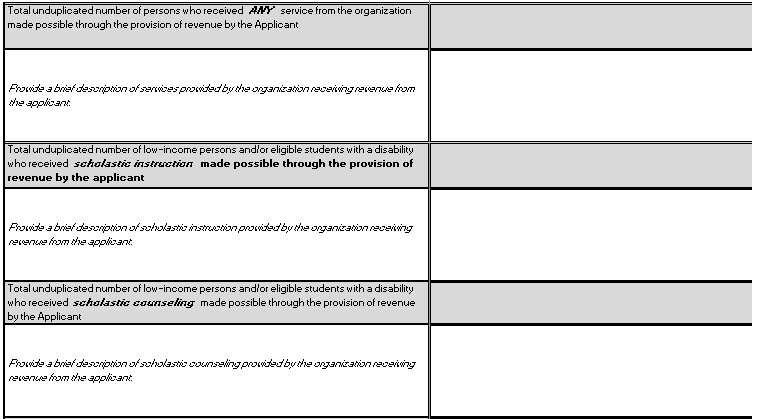 Total unduplicated number of persons who received ANY service from the organization
made possible through the provision of revenue by the Applicant
Provide a brief description of services provided by the organization receiving revenue from
the applicant.
Total unduplicated number of low-income persons and/or eligible students with a disability
who received scholastic instruction made possible through the provision of
revenue by the applicant
Provide a brief description of scholastic instruction provided by the organization receiving
revenue from the applicant.
Total unduplicated number of low-income persons and/or eligible students with a disability
who received scholastic counseling made possible through the provision of revenue
by the Applicant
Provide a brief description of scholastic counseling provided by the organization receiving
revenue from the applicant.